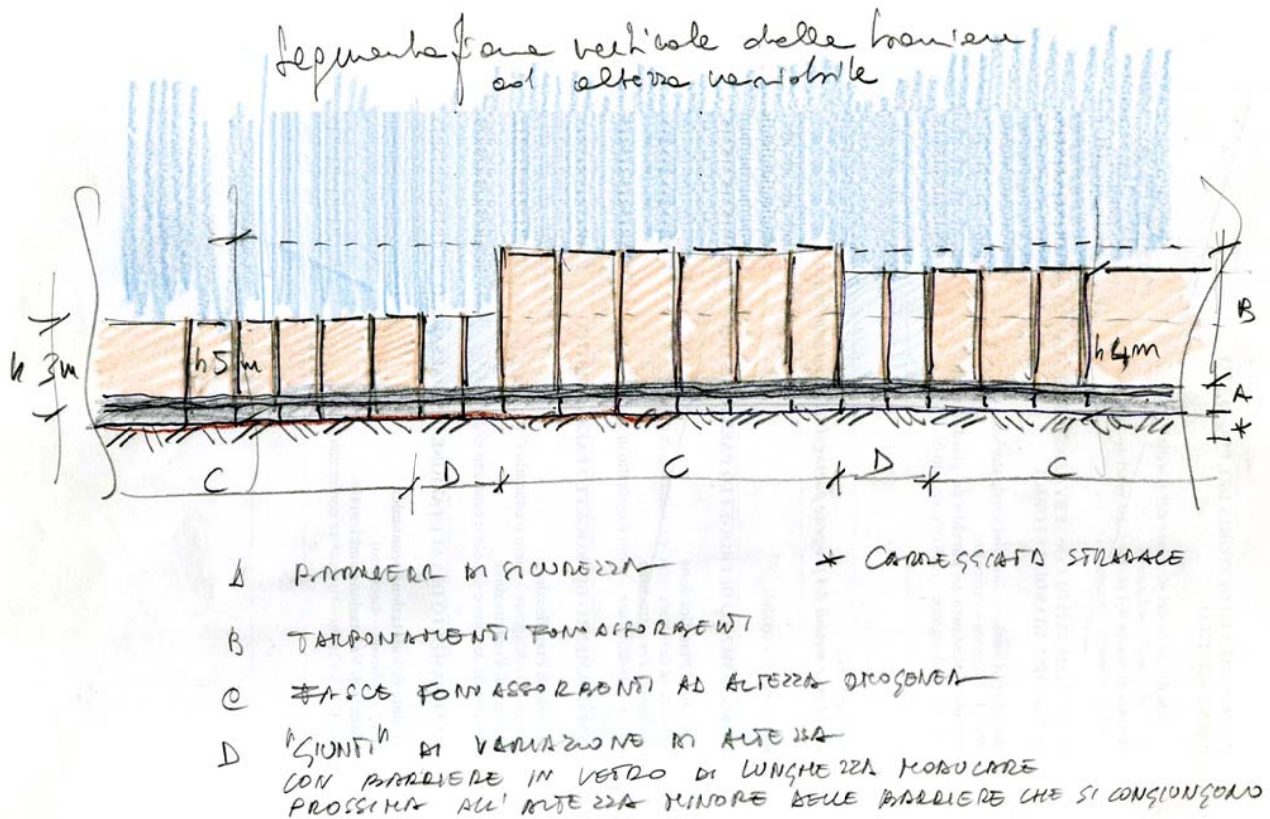 Segmentazione verticale delle barriere
ad altezza variabile
h 3m
h 5 m
h 4m
B
A
*
C
D
C
D
C
A BARRIERA DI SICUREZZA
* CARREGGIATA STRADALE
B TAMPONAMENTI FONOASSORBENTI
C FASCE FONOASSORBENTI AD ALTEZZA OMOGENEA
D "GIUNTI" DI VARIAZIONE DI ALTEZZA
CON BARRIERE IN VETRO DI LUNGHEZZA MODULARE
PROSSIMA ALL'ALTEZZA MINORE DELLE BARRIERE CHE SI CONGIUNGONO